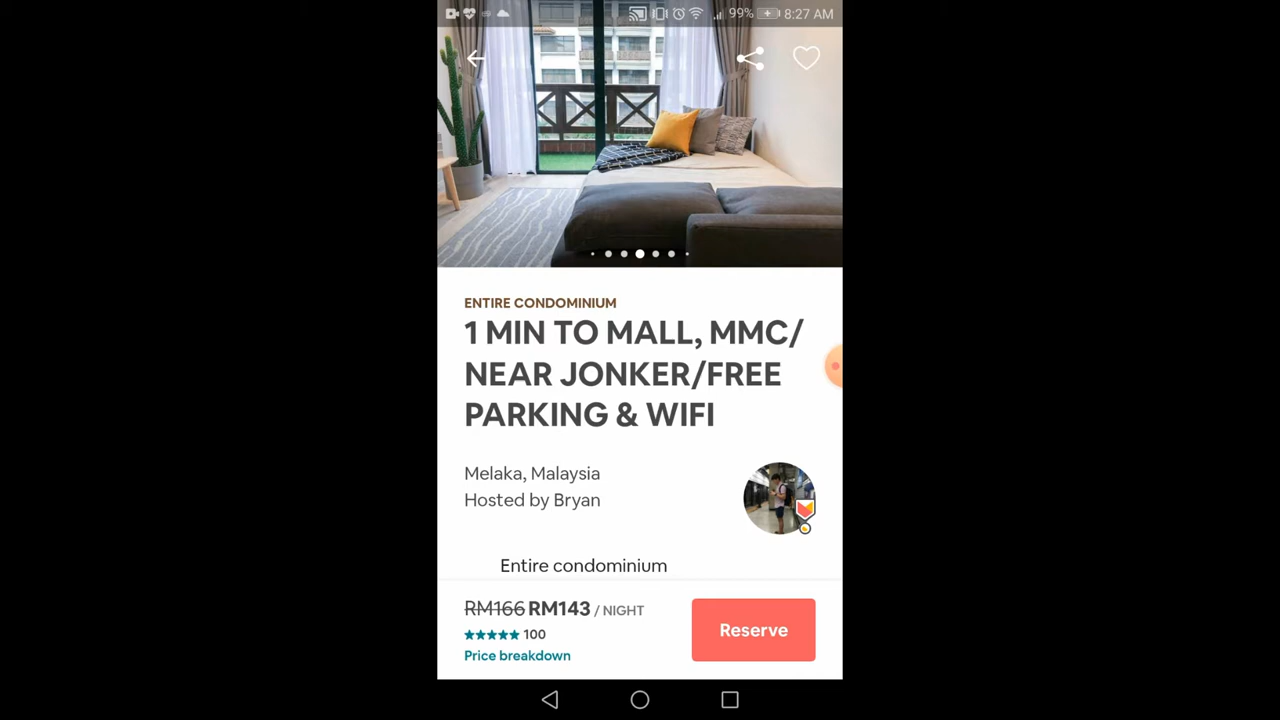 99% 8:27 AM
ENTIRE CONDOMINIUM
1 MIN TO MALL, MMC/
NEAR JONKER/FREE
PARKING & WIFI
Melaka, Malaysia
Hosted by Bryan
Entire condominium
RM166 RM143 / NIGHT
100
Reserve
Price breakdown